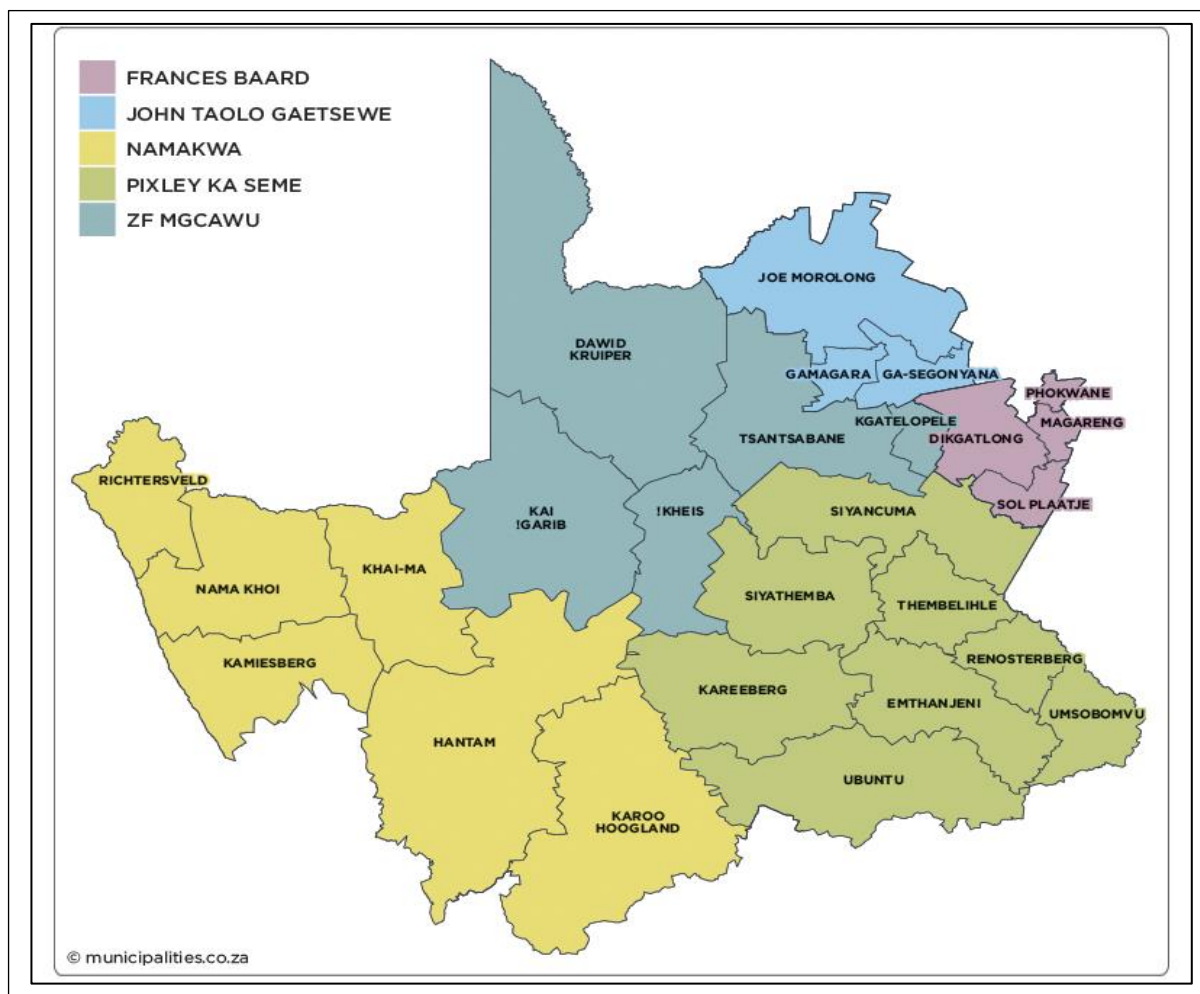 FRANCES BAARD
JOHN TAOLO GAETSEWE
NAMAKWA
PIXLEY KA SEME
ZF MGCAWU
JOE MOROLONG
DAWID
KRUIPER
GAMAGARA
GA-SEGONYANA
PHOKWANE
KGATELOPELE
MAGARENG
TSANTSABANE
DIKGATLONG
RICHTERSVELD
SOL PLAATJE
KAI
!GARIB
!KHEIS
SIYANCUMA
KHAI-MA
NAMA KHOI
SIYATHEMBA
THEMBELIHLE
KAMIESBERG
RENOSTERBERG
KAREEBERG
EMTHANJENI
UMSOBOMVU
HANTAM
UBUNTU
KAROO
HOOGLAND
© municipalities.co.za